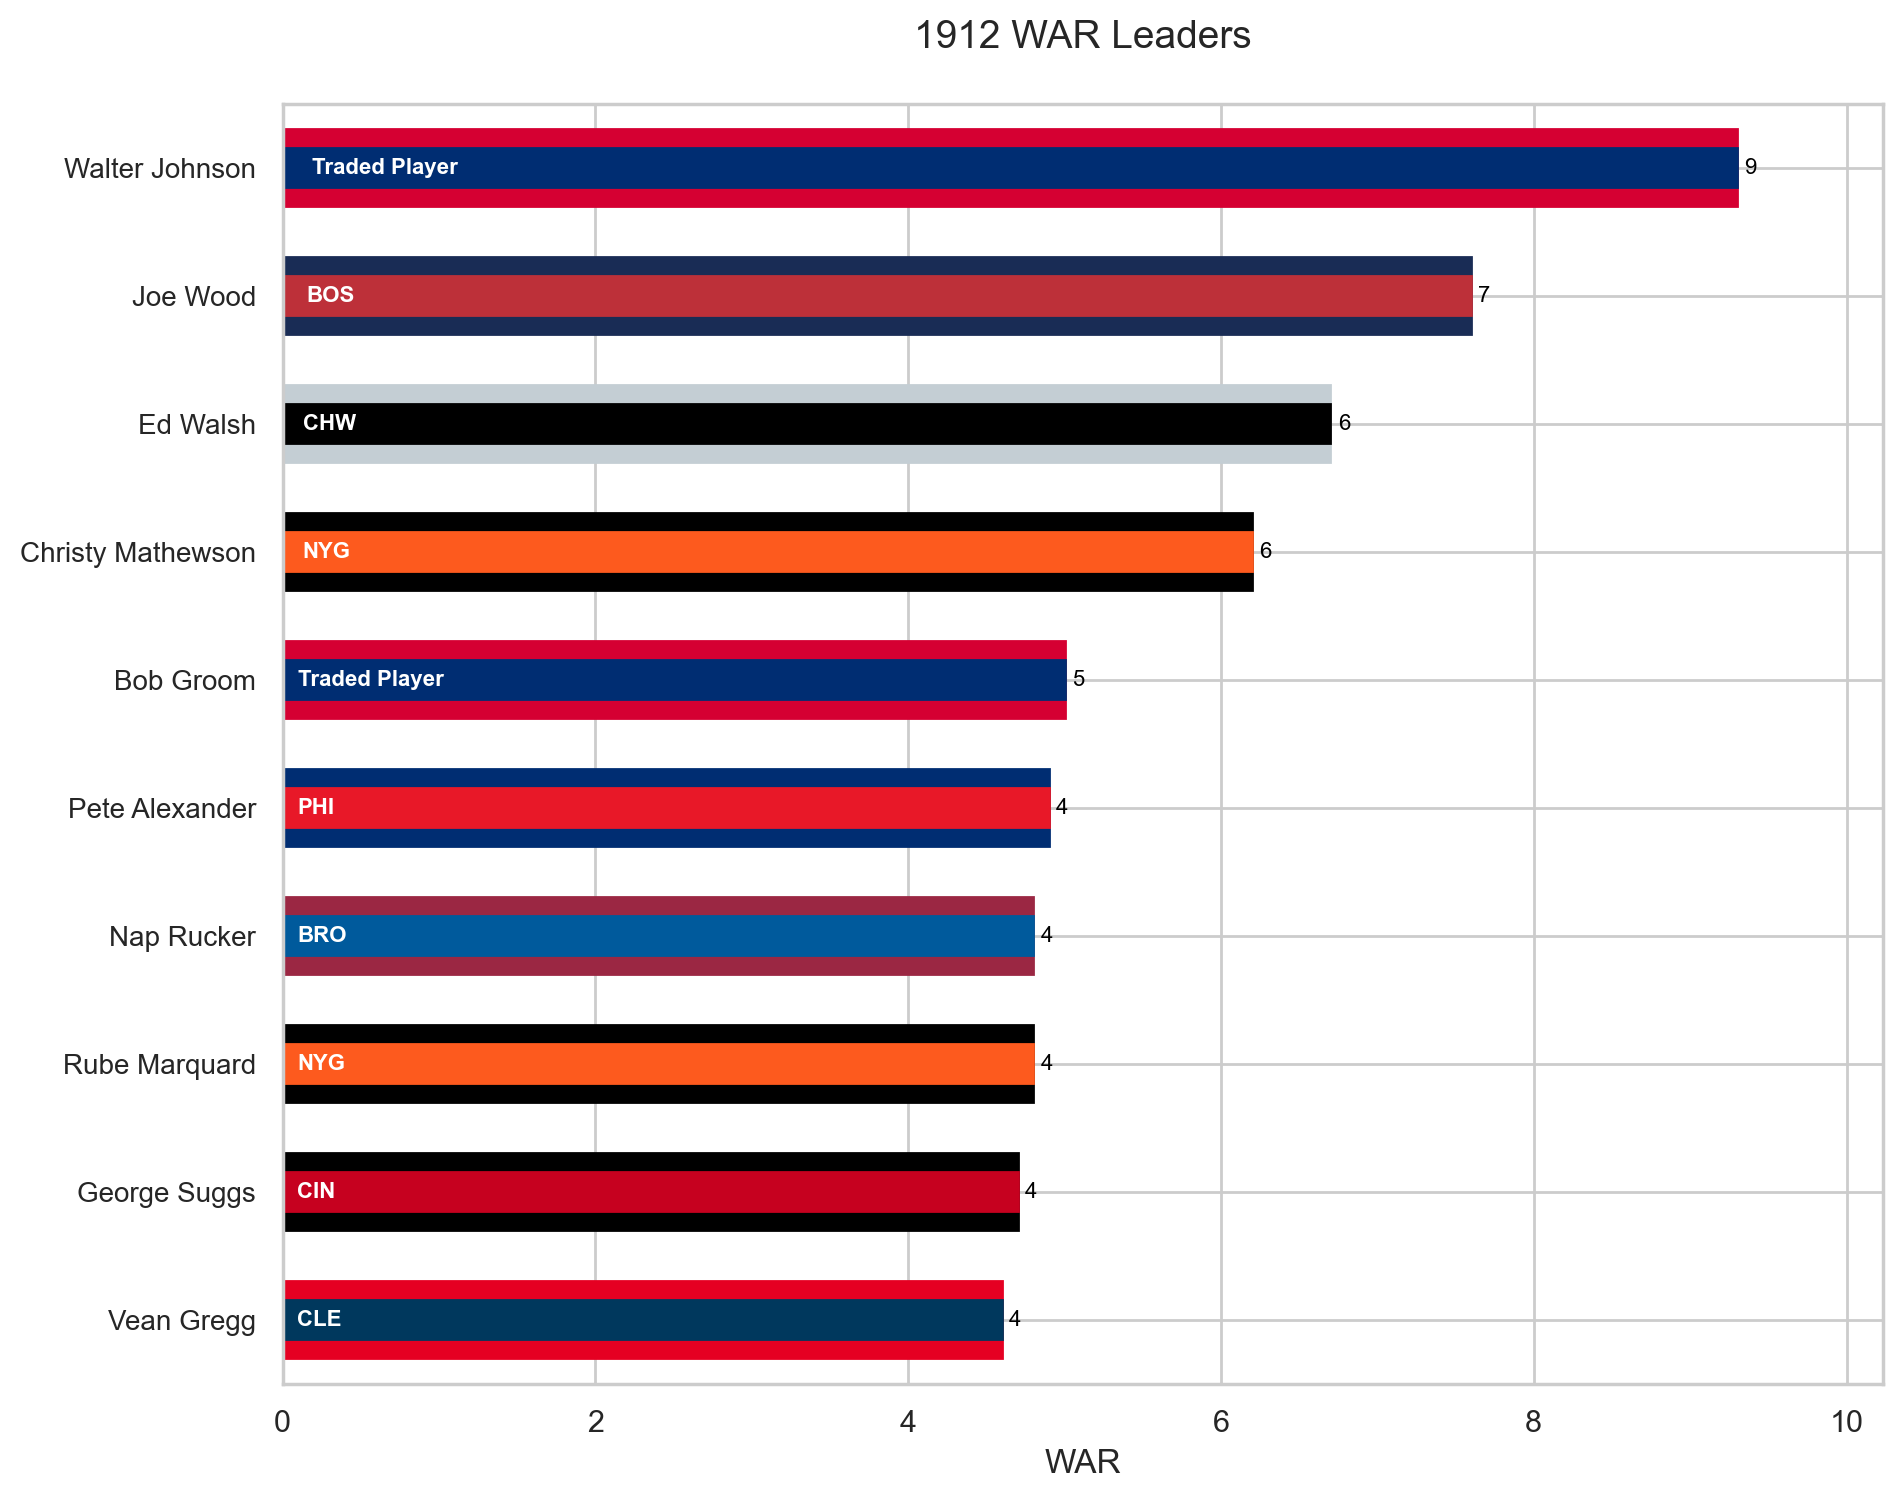 1912 WAR Leaders
Walter Johnson
Traded Player
9
Joe Wood
BOS
7
Ed Walsh
CHW
6
Christy Mathewson
NYG
6
Bob Groom
Traded Player
5
Pete Alexander
PHI
4
Nap Rucker
BRO
4
Rube Marquard
NYG
4
George Suggs
CIN
4
Vean Gregg
CLE
4
0 2 4 6 8 10
WAR